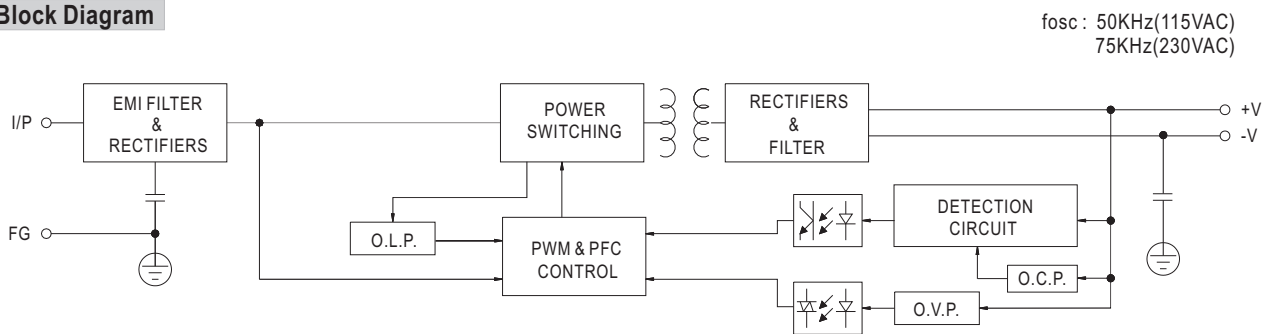 Block Diagram
fosc : 50KHz(115VAC)
75KHz(230VAC)
I/P
EMI FILTER
&
RECTIFIERS
POWER
SWITCHING
RECTIFIERS
&
FILTER
+V
-V
FG
O.L.P.
PWM & PFC
CONTROL
DETECTION
CIRCUIT
O.C.P.
O.V.P.